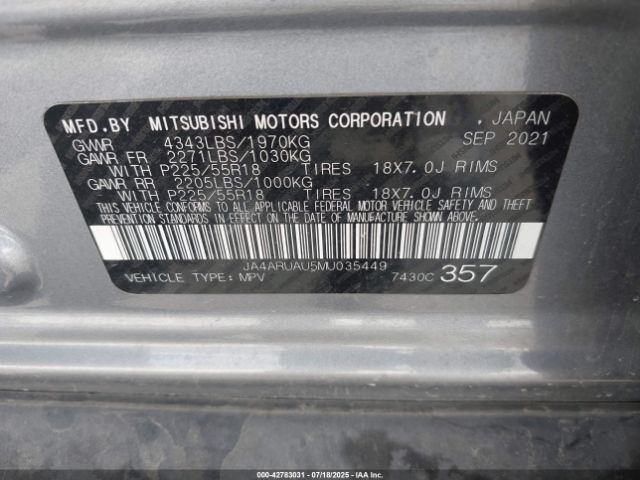 MFD.BY MITSUBISHI MOTORS CORPORATION , JAPAN
GVWR 4343LBS/1970KG SEP 2021
GAWR FR 2271LBS/1030KG
WITH P225/55R18 TIRES 18X7.0J RIMS
GAWR RR 2205LBS/1000KG
WITH P225/55R18 TIRES 18X7.0J RIMS
THIS VEHICLE CONFORMS TO ALL APPLICABLE FEDERAL MOTOR VEHICLE SAFETY AND THEFT
PREVENTION STANDARDS IN EFFECT ON THE DATE OF MANUFACTURE SHOWN ABOVE.
JA4ARUAU5MU035449
VEHICLE TYPE: MPV 7430C 357
000-42783031 07/18/2025 IAAI.COM